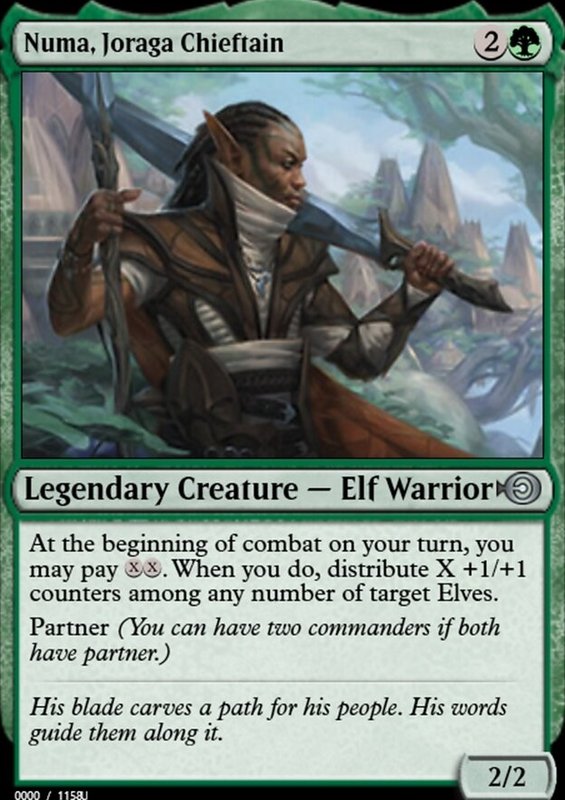 Numa, Joraga Chieftain 2
Legendary Creature — Elf Warrior
At the beginning of combat on your turn, you
may pay XX. When you do, distribute X +1/+1
counters among any number of target Elves.
Partner (You can have two commanders if both
have partner.)
His blade carves a path for his people. His words
guide them along it.
2/2
0000 / 1158U